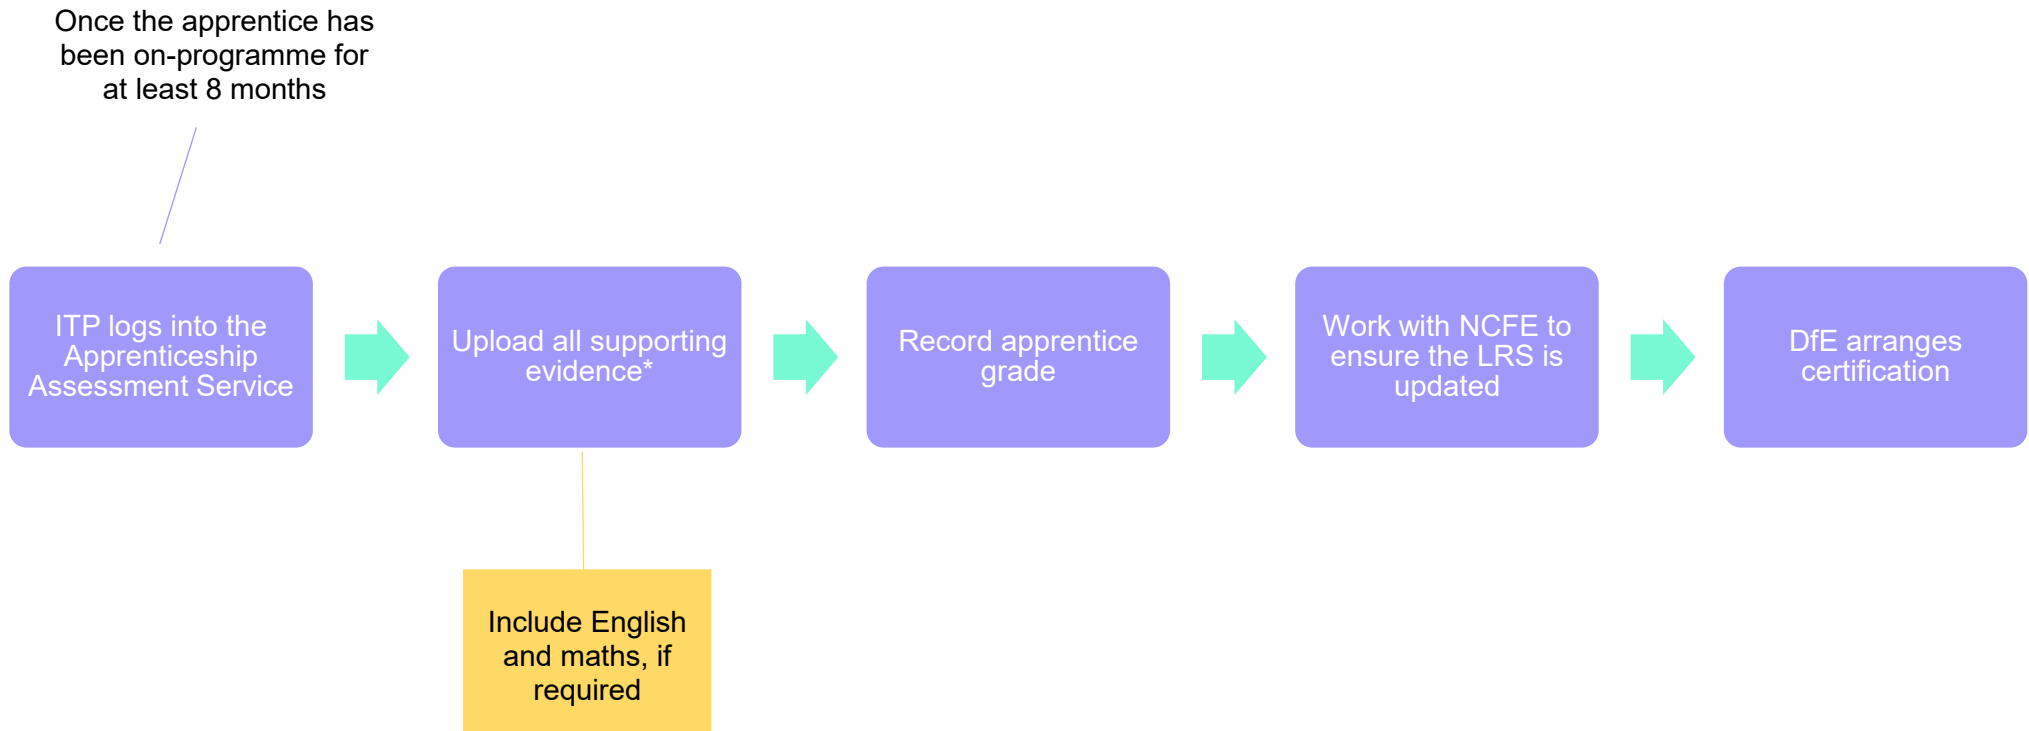 Once the apprentice has
been on-programme for
at least 8 months
ITP logs into the
Apprenticeship
Assessment Service
Upload all supporting
evidence*
Record apprentice
grade
Work with NCFE to
ensure the LRS is
updated
DfE arranges
certification
Include English
and maths, if
required